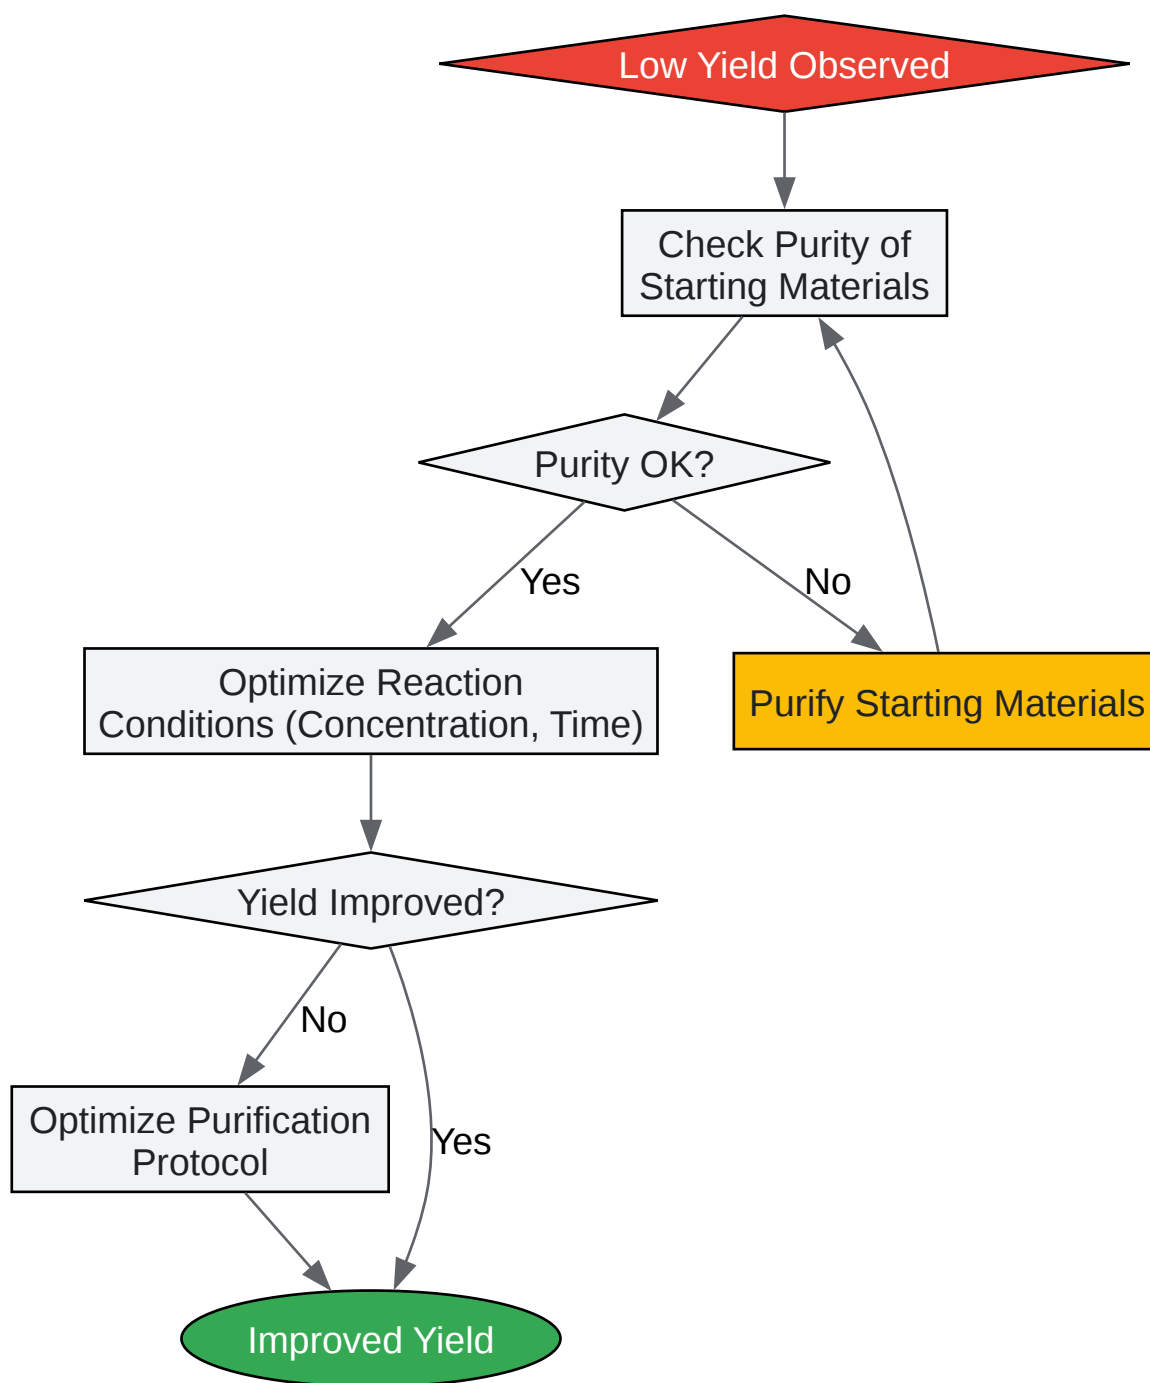 Low Yield Observed
Check Purity of
Starting Materials
Purity OK?
Yes
No
Optimize Reaction
Conditions (Concentration, Time)
Purify Starting Materials
Yield Improved?
No
Optimize Purification
Protocol
Yes
Improved Yield